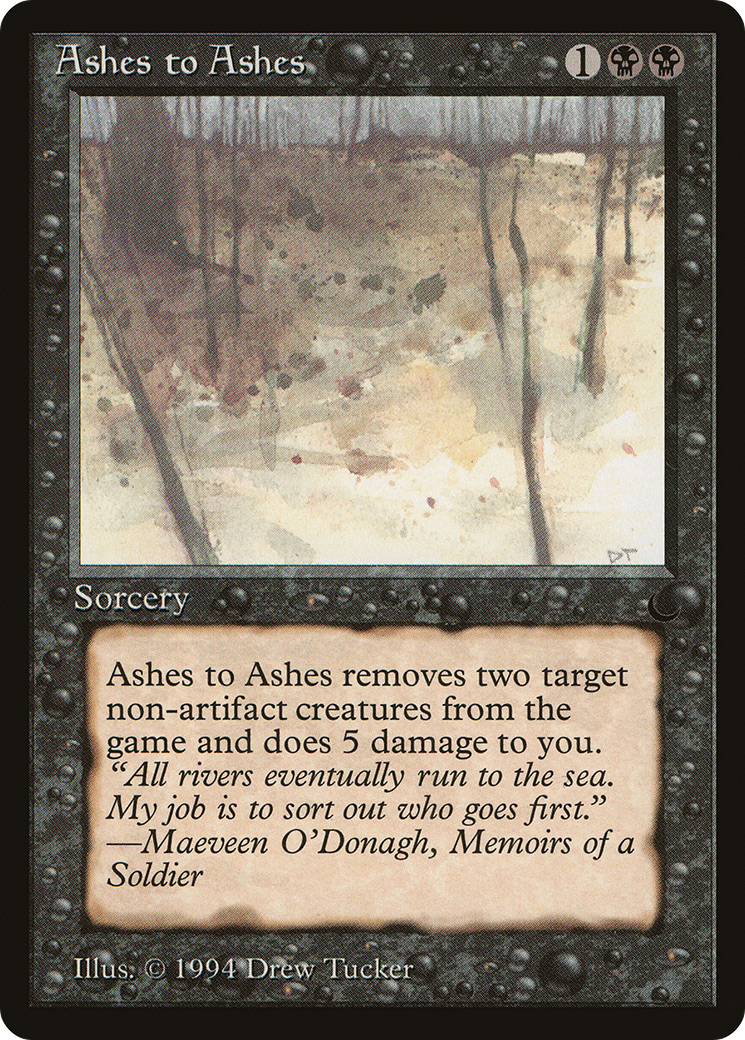 Ashes to Ashes 1
DT
Sorcery
Ashes to Ashes removes two target
non-artifact creatures from the
game and does 5 damage to you.
“All rivers eventually run to the sea.
My job is to sort out who goes first.”
—Maeveen O’Donagh, Memoirs of a
Soldier
Illus. © 1994 Drew Tucker